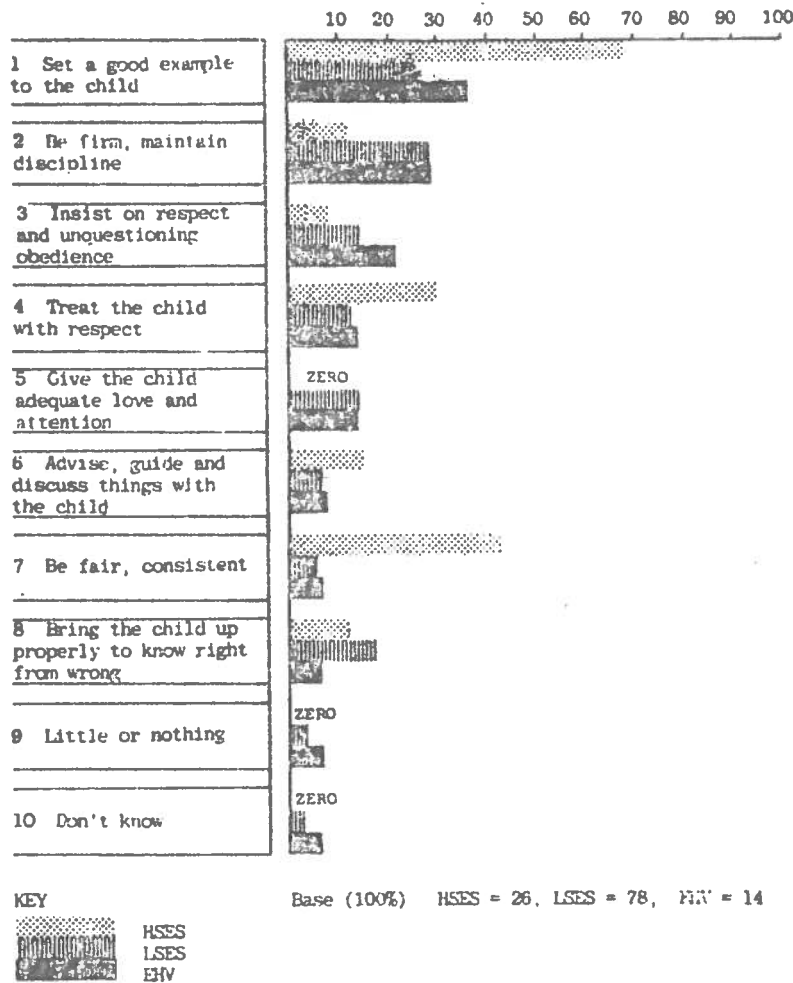 10 20 30 40 50 60 70 80 90 100
1 Set a good example
to the child
2 Be firm, maintain
discipline
3 Insist on respect
and unquestioning
obedience
4 Treat the child
with respect
5 Give the child
adequate love and
attention
ZERO
6 Advise, guide and
discuss things with
the child
7 Be fair, consistent
8 Bring the child up
properly to know right
from wrong
9 Little or nothing
ZERO
10 Don't know
ZERO
KEY
HSES
LSES
EHV
Base (100%) HSES = 26, LSES = 78, EHV = 14